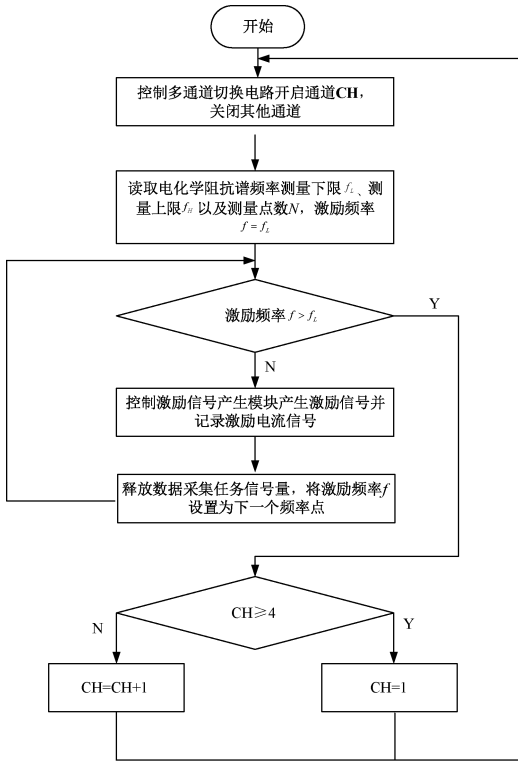 开始
控制多通道切换电路开启通道CH，
关闭其他通道
读取电化学阻抗谱频率测量下限 f_L、测
量上限f_H 以及测量点数N，激励频率
f = f_L
激励频率 f > f_L
Y
N
控制激励信号产生模块产生激励信号并
记录激励电流信号
释放数据采集任务信号量，将激励频率f
设置为下一个频率点
CH≥4
N
Y
CH=CH+1
CH=1